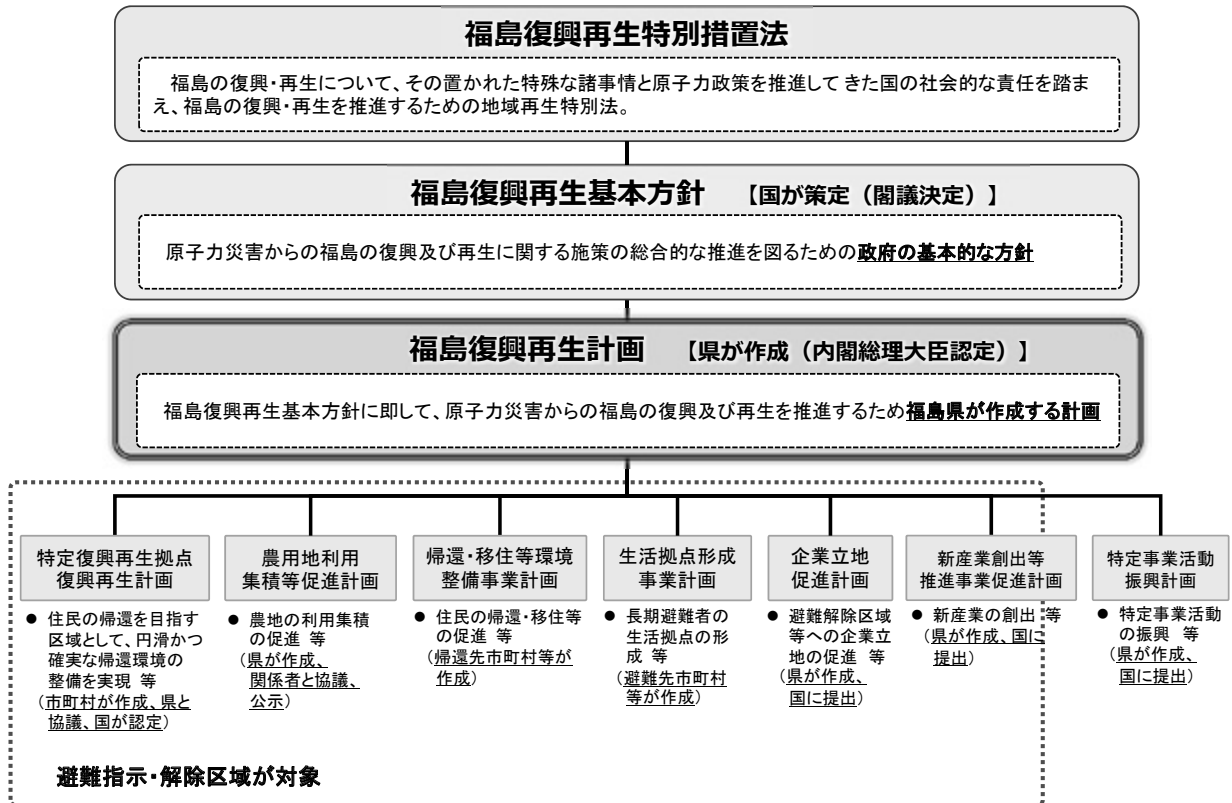 福島復興再生特別措置法
福島の復興・再生について、その置かれた特殊な諸事情と原子力政策を推進してきた国の社会的な責任を踏ま
え、福島の復興・再生を推進するための地域再生特別法。
福島復興再生基本方針 【国が策定（閣議決定）】
原子力災害からの福島の復興及び再生に関する施策の総合的な推進を図るための政府の基本的な方針
福島復興再生計画 【県が作成（内閣総理大臣認定）】
福島復興再生基本方針に即して、原子力災害からの福島の復興及び再生を推進するため福島県が作成する計画
特定復興再生拠点
復興再生計画
● 住民の帰還を目指す
区域として、円滑かつ
確実な帰還環境の
整備を実現 等
（市町村が作成、県と
協議、国が認定）
農用地利用
集積等促進計画
● 農地の利用集積
の促進 等
（県が作成、
関係者と協議、
公示）
帰還・移住等環境
整備事業計画
● 住民の帰還・移住等
の促進 等
（帰還先市町村等が
作成）
生活拠点形成
事業計画
● 長期避難者の
生活拠点の形
成 等
（避難先市町村
等が作成）
企業立地
促進計画
● 避難解除区域
等への企業立
地の促進 等
（県が作成、
国に提出）
新産業創出等
推進事業促進計画
● 新産業の創出 等
（県が作成、国に
提出）
特定事業活動
振興計画
● 特定事業活動
の振興 等
（県が作成、
国に提出）
避難指示・解除区域が対象